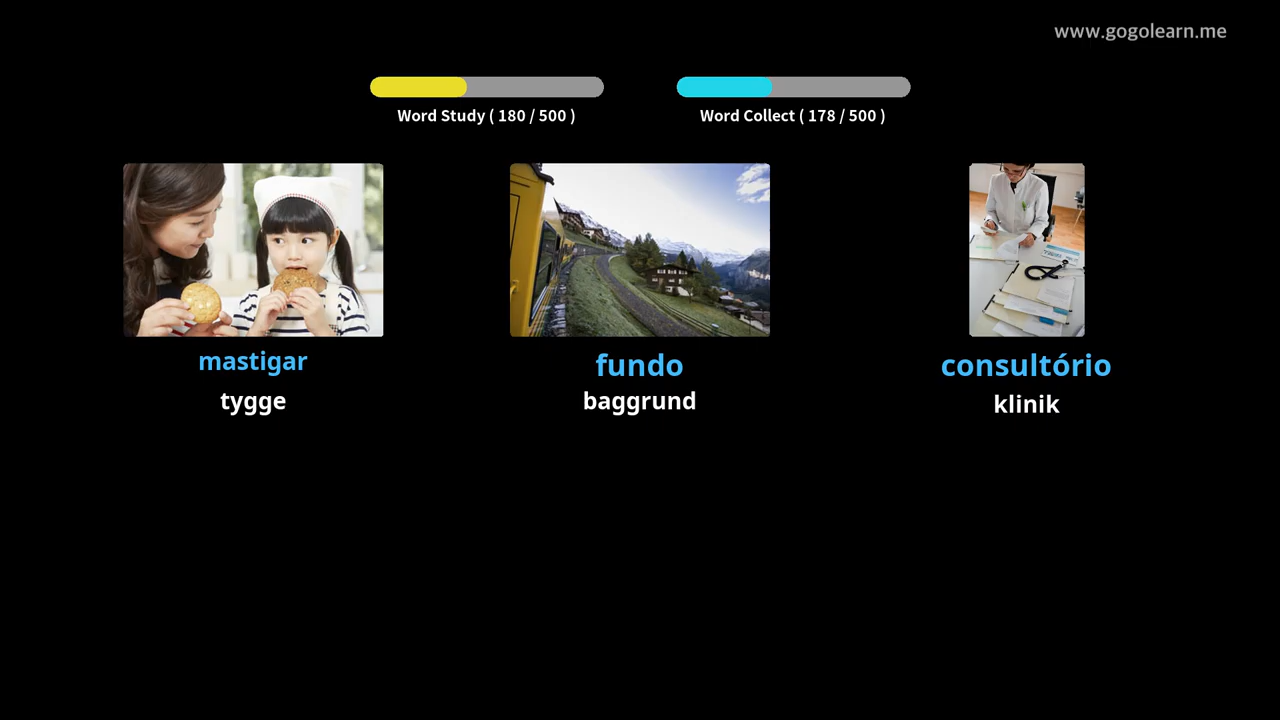 www.gogolearn.me
Word Study ( 180 / 500 )
Word Collect ( 178 / 500 )
mastigar
tygge
fundo
baggrund
consultório
klinik